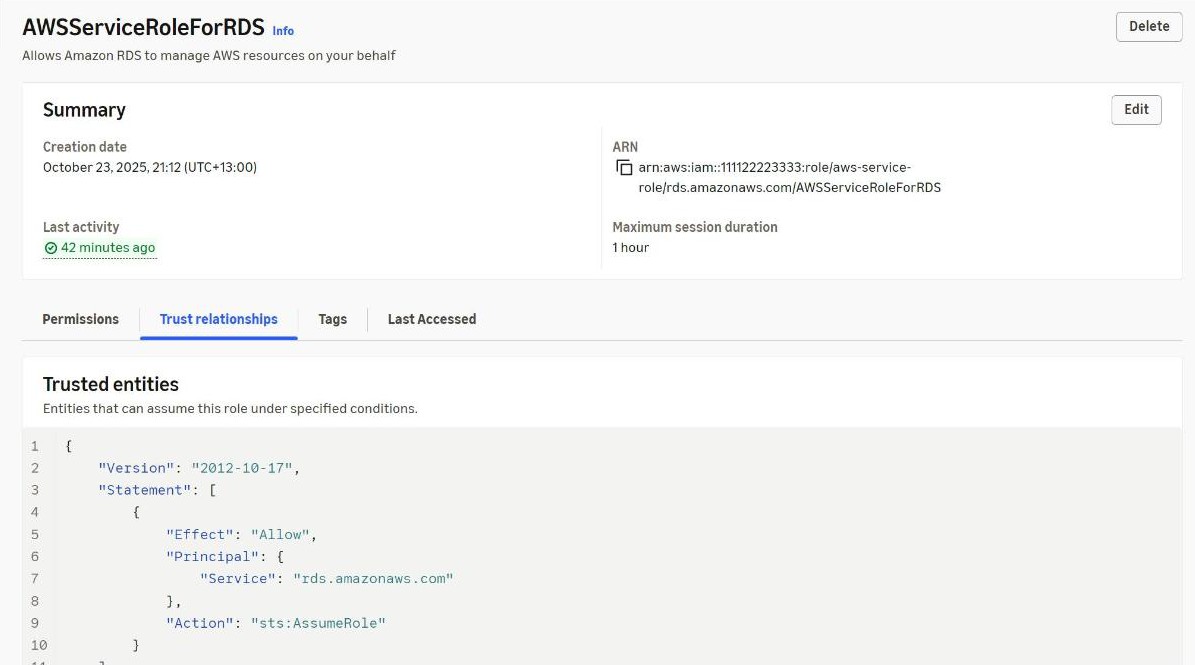 AWSServiceRoleForRDS Info
Delete
Allows Amazon RDS to manage AWS resources on your behalf
Summary
Edit
Creation date
October 23, 2025, 21:12 (UTC+13:00)
ARN
arn:aws:iam::111122223333:role/aws-service-
role/rds.amazonaws.com/AWSServiceRoleForRDS
Last activity
42 minutes ago
Maximum session duration
1 hour
Permissions
Trust relationships
Tags
Last Accessed
Trusted entities
Entities that can assume this role under specified conditions.
1 {
2 "Version": "2012-10-17",
3 "Statement": [
4 {
5 "Effect": "Allow",
6 "Principal": {
7 "Service": "rds.amazonaws.com"
8 },
9 "Action": "sts:AssumeRole"
10 }